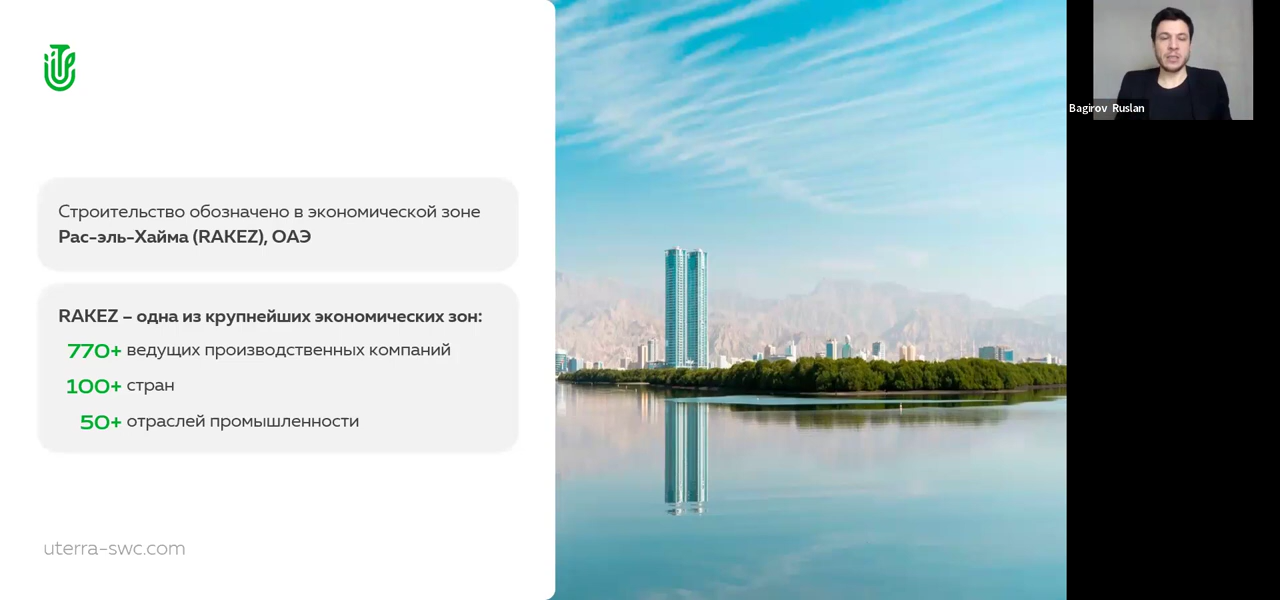 Строительство обозначено в экономической зоне
Рас-эль-Хайма (RAKEZ), ОАЭ
RAKEZ – одна из крупнейших экономических зон:
770+ ведущих производственных компаний
100+ стран
50+ отраслей промышленности
uterra-swc.com
Bagirov Ruslan